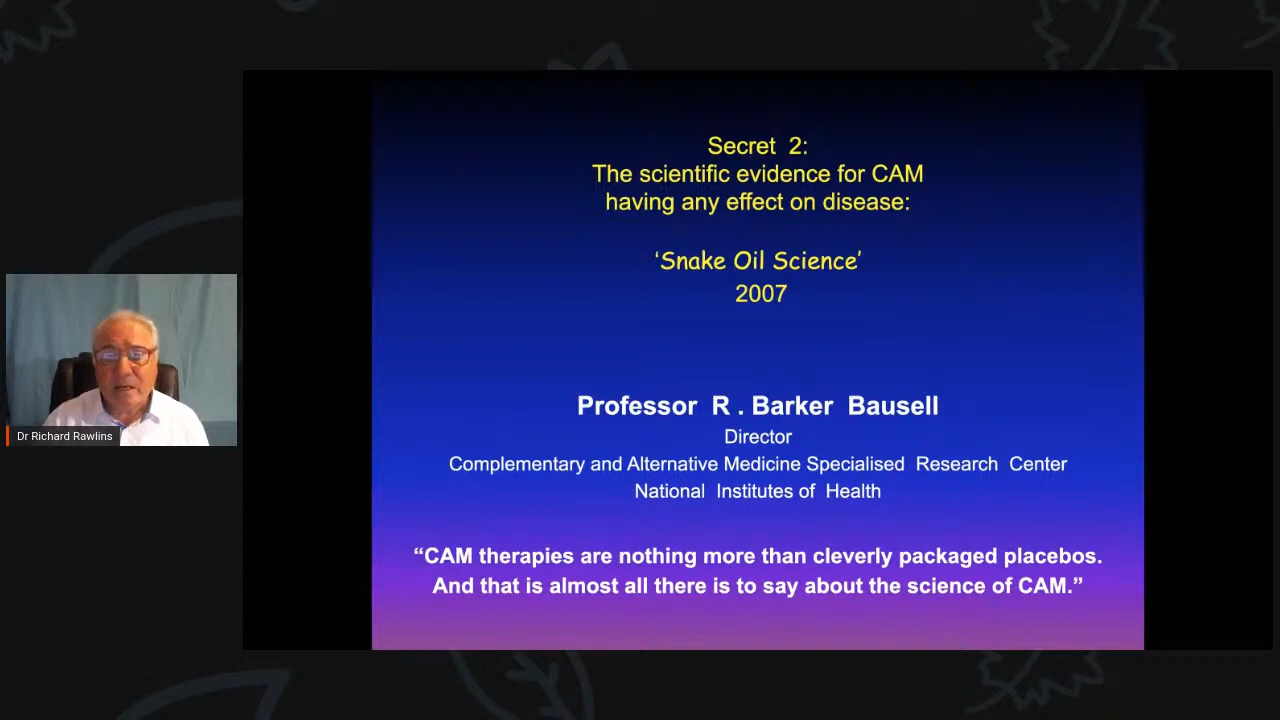 Secret 2:
The scientific evidence for CAM
having any effect on disease:
‘Snake Oil Science’
2007
Professor R . Barker Bausell
Director
Complementary and Alternative Medicine Specialised Research Center
National Institutes of Health
“CAM therapies are nothing more than cleverly packaged placebos.
And that is almost all there is to say about the science of CAM.”
Dr Richard Rawlins